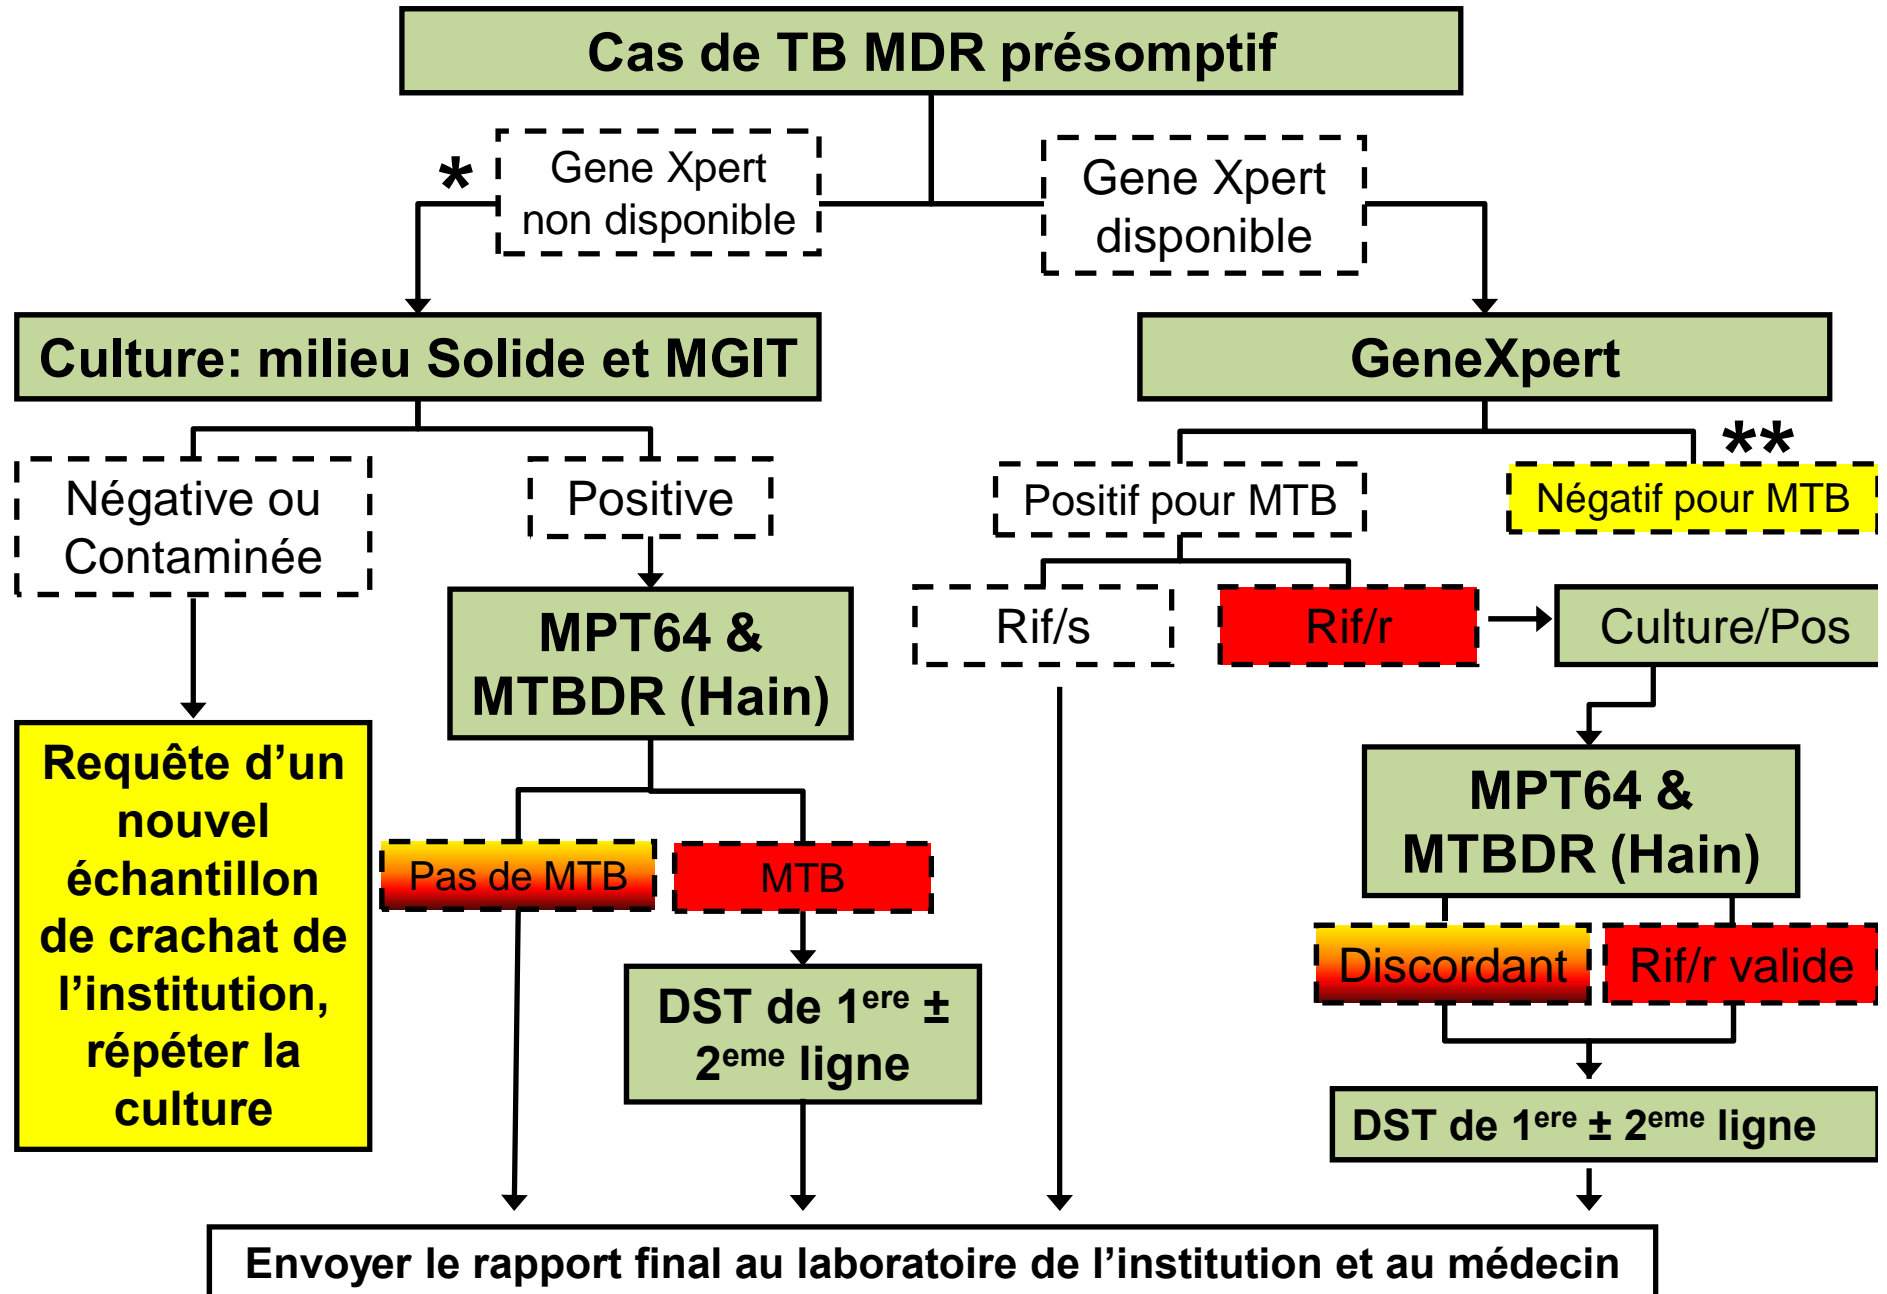 Cas de TB MDR présomptif
*
Gene Xpert
non disponible
Gene Xpert
disponible
Culture: milieu Solide et MGIT
GeneXpert
**
Négative ou
Contaminée
Positive
Positif pour MTB
Négatif pour MTB
MPT64 &
MTBDR (Hain)
Rif/s
Rif/r
Culture/Pos
Requête d’un
nouvel
échantillon
de crachat de
l’institution,
répéter la
culture
Pas de MTB
MTB
MPT64 &
MTBDR (Hain)
Discordant
Rif/r valide
DST de 1ere ±
2eme ligne
DST de 1ere ± 2eme ligne
Envoyer le rapport final au laboratoire de l’institution et au médecin